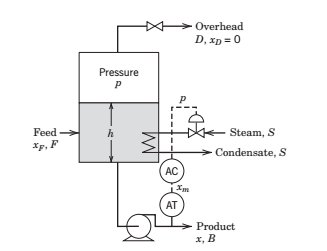 Overhead
D, x_D = 0
Pressure
p
p
h
Feed
x_F, F
Steam, S
Condensate, S
AC
x_m
AT
Product
x, B